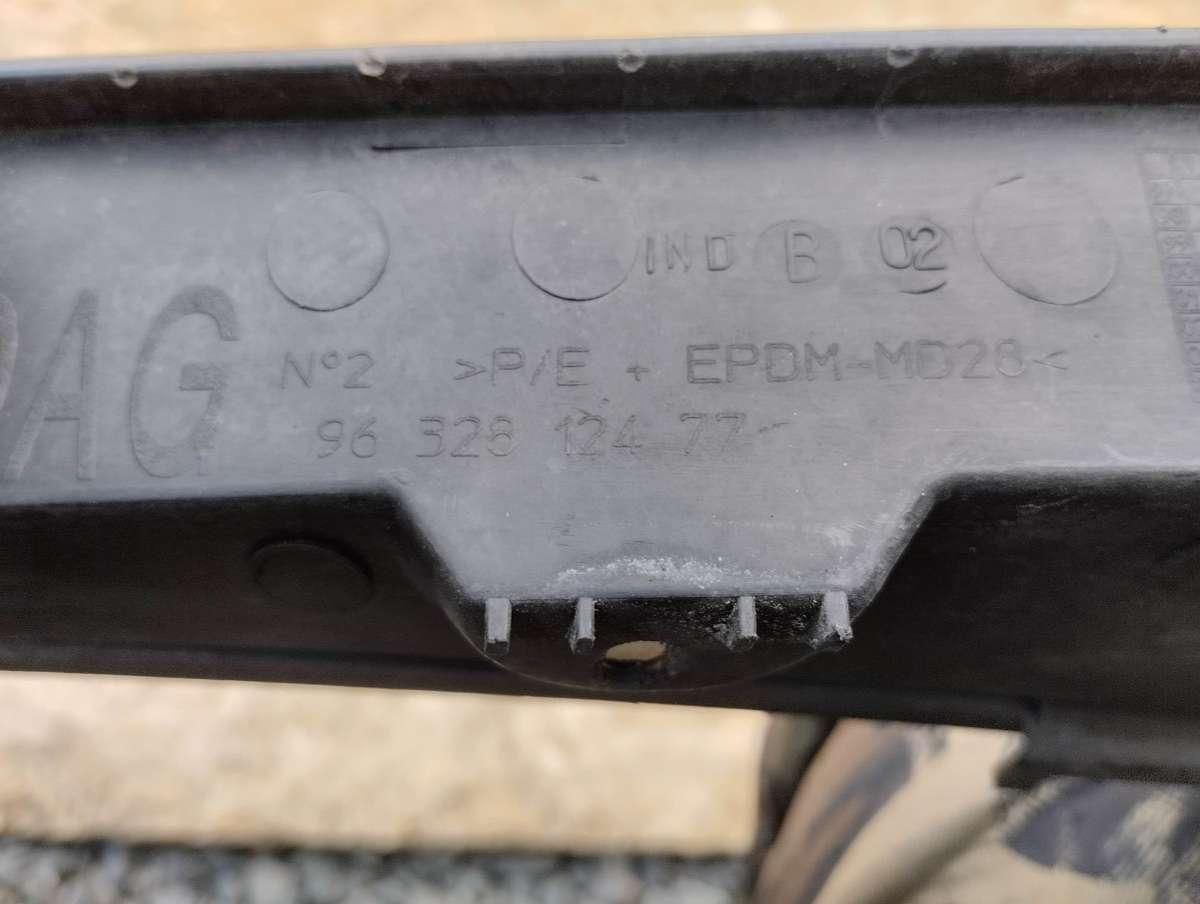 IND B 02
AG
N°2 >P/E + EPDM-MD28<
96 328 124 77